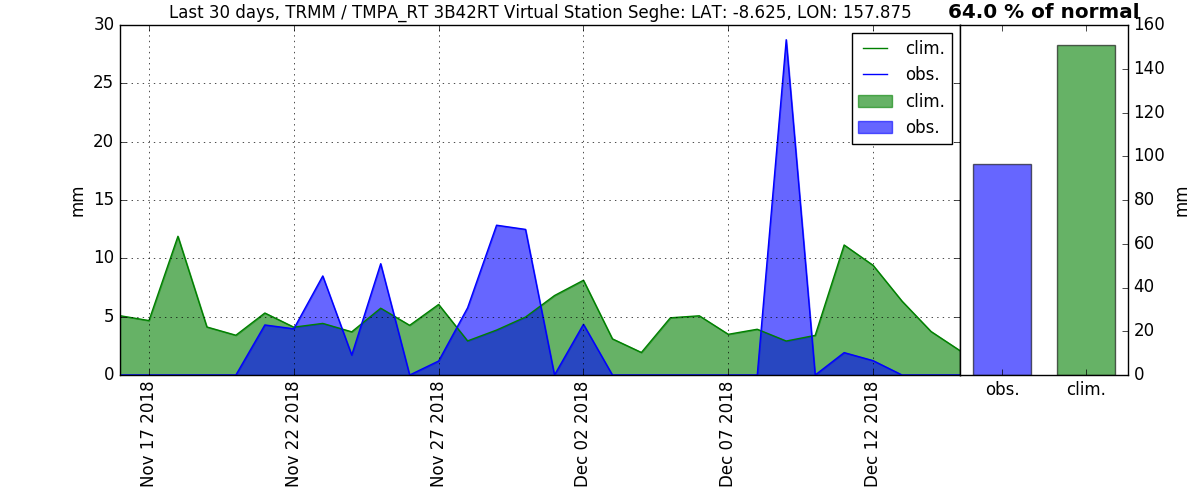 Last 30 days, TRMM / TMPA_RT 3B42RT Virtual Station Seghe: LAT: -8.625, LON: 157.875
64.0 % of normal
30
25
20
15
10
5
0
mm
clim.
obs.
clim.
obs.
Nov 17 2018
Nov 22 2018
Nov 27 2018
Dec 02 2018
Dec 07 2018
Dec 12 2018
160
140
120
100
80
60
40
20
0
mm
obs.
clim.